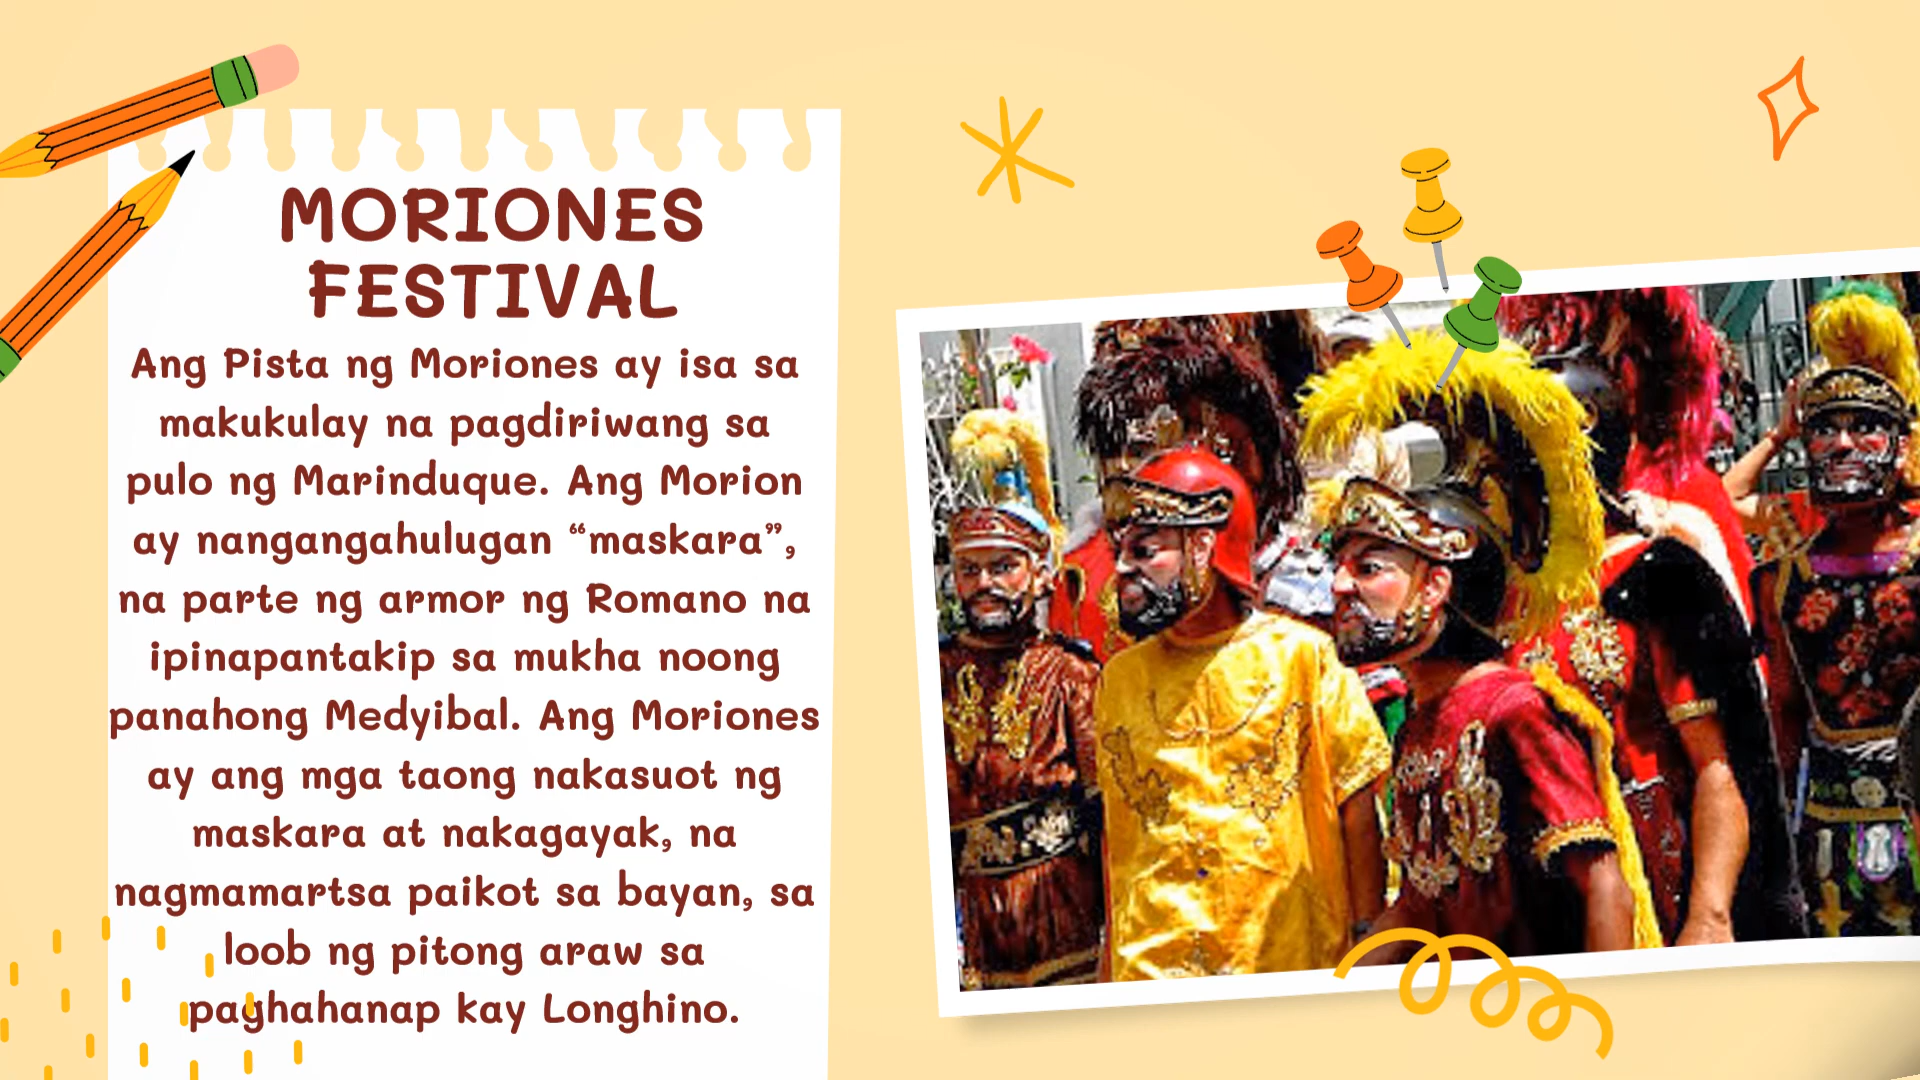 MORIONES
FESTIVAL
Ang Pista ng Moriones ay isa sa
makukulay na pagdiriwang sa
pulo ng Marinduque. Ang Morion
ay nangangahulugan “maskara”,
na parte ng armor ng Romano na
ipinapantakip sa mukha noong
panahong Medyibal. Ang Moriones
ay ang mga taong nakasuot ng
maskara at nakagayak, na
nagmamartsa paikot sa bayan, sa
loob ng pitong araw sa
paghahanap kay Longhino.